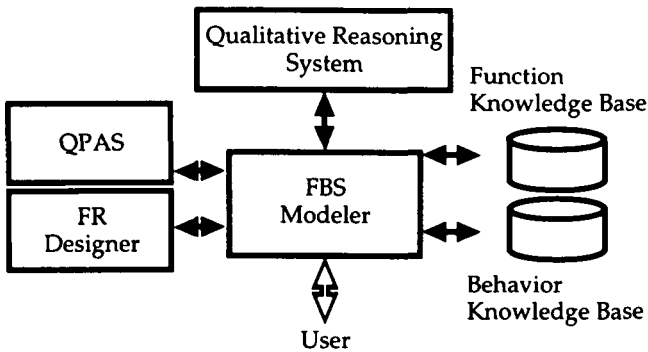 Qualitative Reasoning
System
Function
Knowledge Base
QPAS
FBS
Modeler
FR
Designer
Behavior
Knowledge Base
User